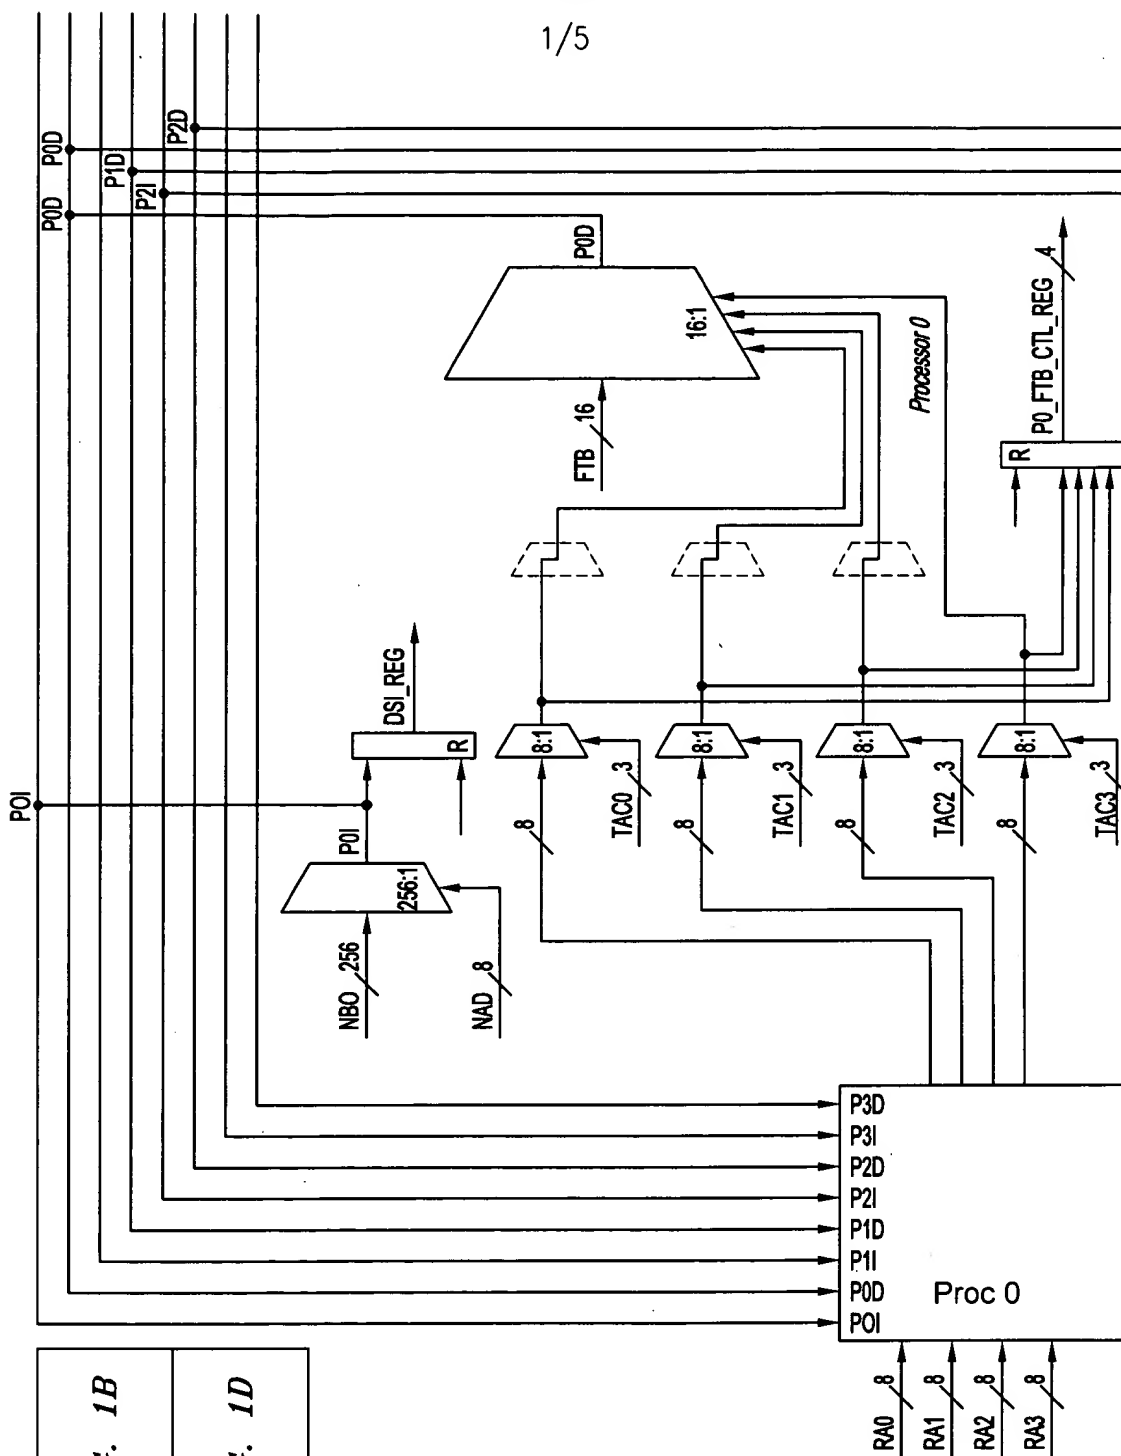 1/5
POI
P0D
P0D
P1D
P2I
P2D
P0D
16:1
FTB 16
Processor 0
P0_FTB_CTL_REG 4
R
DSI_REG
R
P0I
256:1
NBO 256
NAD 8
8:1
8:1
8:1
8:1
8
TAC0 3
8
TAC1 3
8
TAC2 3
8
TAC3 3
P3D
P3I
P2D
P2I
P1D
P1I
P0D
POI
Proc 0
RA0 8
RA1 8
RA2 8
RA3 8
1B
1D